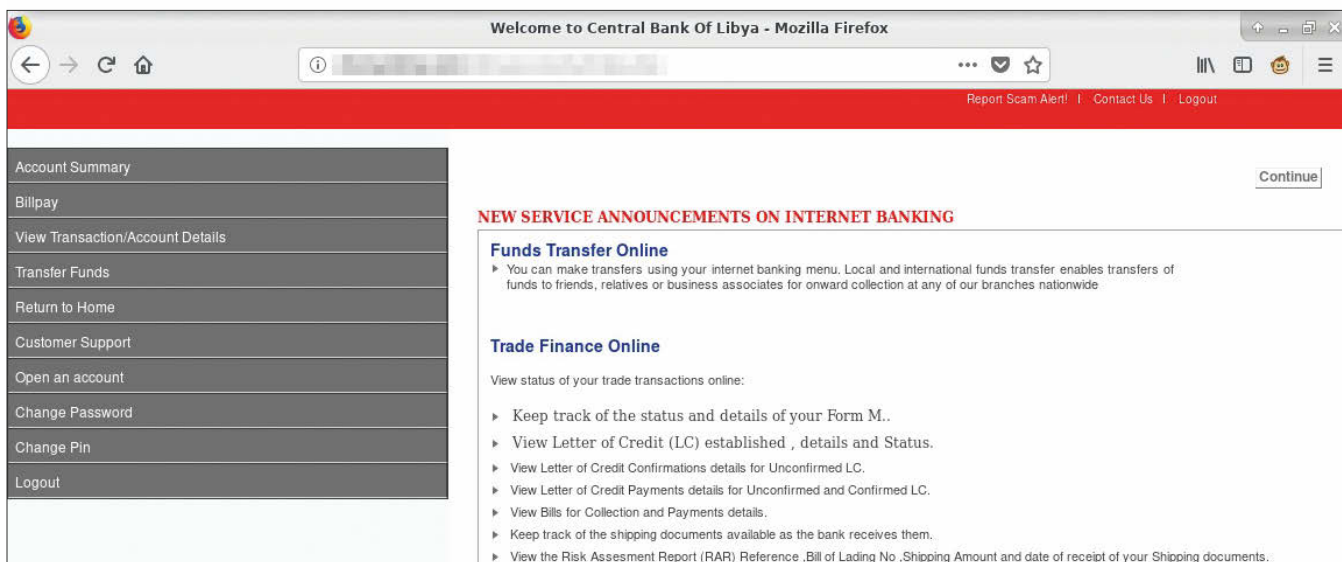 Welcome to Central Bank Of Libya - Mozilla Firefox
Report Scam Alert! | Contact Us | Logout
Account Summary
Billpay
View Transaction/Account Details
Transfer Funds
Return to Home
Customer Support
Open an account
Change Password
Change Pin
Logout
Continue
NEW SERVICE ANNOUNCEMENTS ON INTERNET BANKING
Funds Transfer Online
You can make transfers using your internet banking menu. Local and international funds transfer enables transfers of
funds to friends, relatives or business associates for onward collection at any of our branches nationwide
Trade Finance Online
View status of your trade transactions online:
Keep track of the status and details of your Form M..
View Letter of Credit (LC) established , details and Status.
View Letter of Credit Confirmations details for Unconfirmed LC.
View Letter of Credit Payments details for Unconfirmed and Confirmed LC.
View Bills for Collection and Payments details.
Keep track of the shipping documents available as the bank receives them.
View the Risk Assesment Report (RAR) Reference ,Bill of Lading No ,Shipping Amount and date of receipt of your Shipping documents.